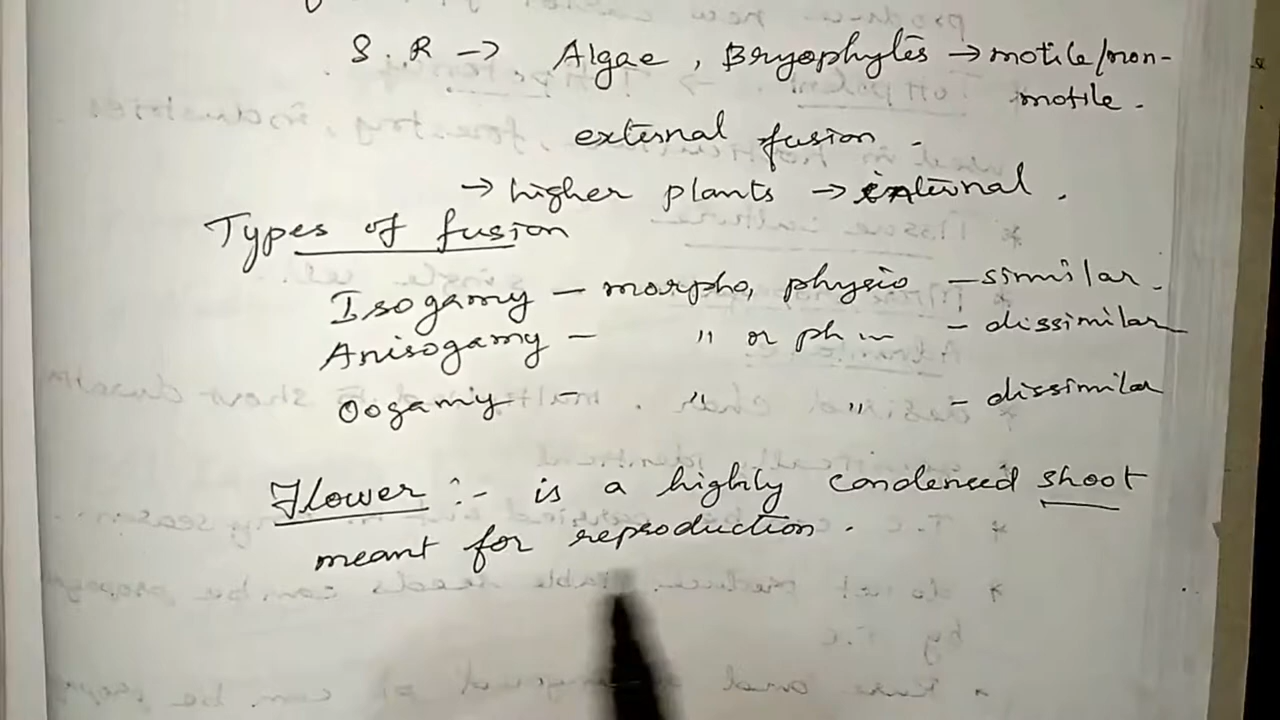 S.R → Algae, Bryophytes → motile/non-
motile.
external fusion.
→ higher plants → internal.
Types of fusion
Isogamy – morpho, physio – similar.
Anisogamy – " or ph – dissimilar
Oogamy – " " – dissimilar
Flower :- is a highly condensed shoot
meant for reproduction.